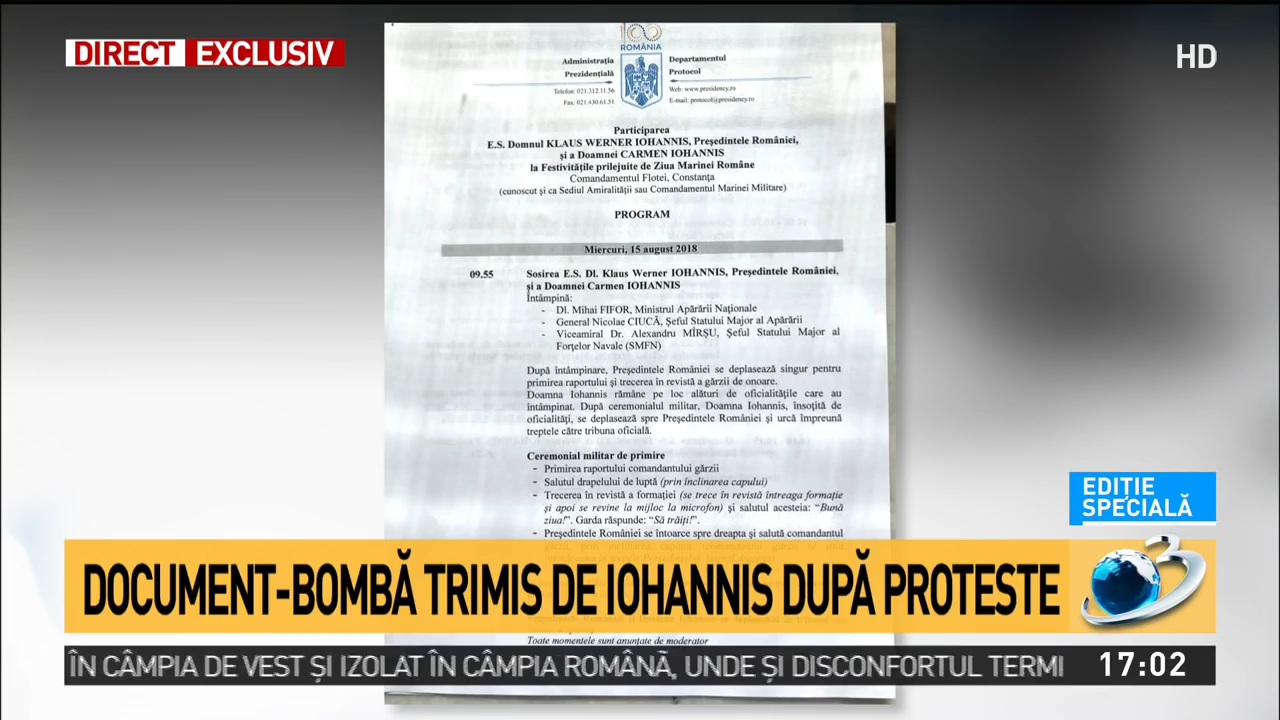 DIRECT EXCLUSIV
HD
100
ROMÂNIA
Administrația
Prezidențială
Telefon: 021.312.11.56
Fax: 021.430.61.51
Departamentul
Protocol
Web: www.presidency.ro
E-mail: protocol@presidency.ro
Participarea
E.S. Domnul KLAUS WERNER IOHANNIS, Președintele României,
și a Doamnei CARMEN IOHANNIS
la Festivitățile prilejuite de Ziua Marinei Române
Comandamentul Flotei, Constanța
(cunoscut și ca Sediul Amiralității sau Comandamentul Marinei Militare)
PROGRAM
Miercuri, 15 august 2018
09.55 Sosirea E.S. Dl. Klaus Werner IOHANNIS, Președintele României,
și a Doamnei Carmen IOHANNIS
Întâmpină:
- Dl. Mihai FIFOR, Ministrul Apărării Naționale
- General Nicolae CIUCĂ, Șeful Statului Major al Apărării
- Viceamiral Dr. Alexandru MÎRȘU, Șeful Statului Major al
Forțelor Navale (SMFN)
După întâmpinare, Președintele României se deplasează singur pentru
primirea raportului și trecerea în revistă a gărzii de onoare.
Doamna Iohannis rămâne pe loc alături de oficialitățile care au
întâmpinat. După ceremonialul militar, Doamna Iohannis, însoțită de
oficialități, se deplasează spre Președintele României și urcă împreună
treptele către tribuna oficială.
Ceremonial militar de primire
- Primirea raportului comandantului gărzii
- Salutul drapelului de luptă (prin înclinarea capului)
- Trecerea în revistă a formației (se trece în revistă întreaga formație
și apoi se revine la mijloc la microfon) și salutul acesteia: “Bună
ziua!”. Garda răspunde: “Să trăiți!”.
- Președintele României se întoarce spre dreapta și salută comandantul
EDIȚIE
SPECIALĂ
DOCUMENT-BOMBĂ TRIMIS DE IOHANNIS DUPĂ PROTESTE
3
Toate momentele sunt anunțate de moderator
ÎN CÂMPIA DE VEST ȘI IZOLAT ÎN CÂMPIA ROMÂNĂ, UNDE ȘI DISCONFORTUL TERMI
17:02